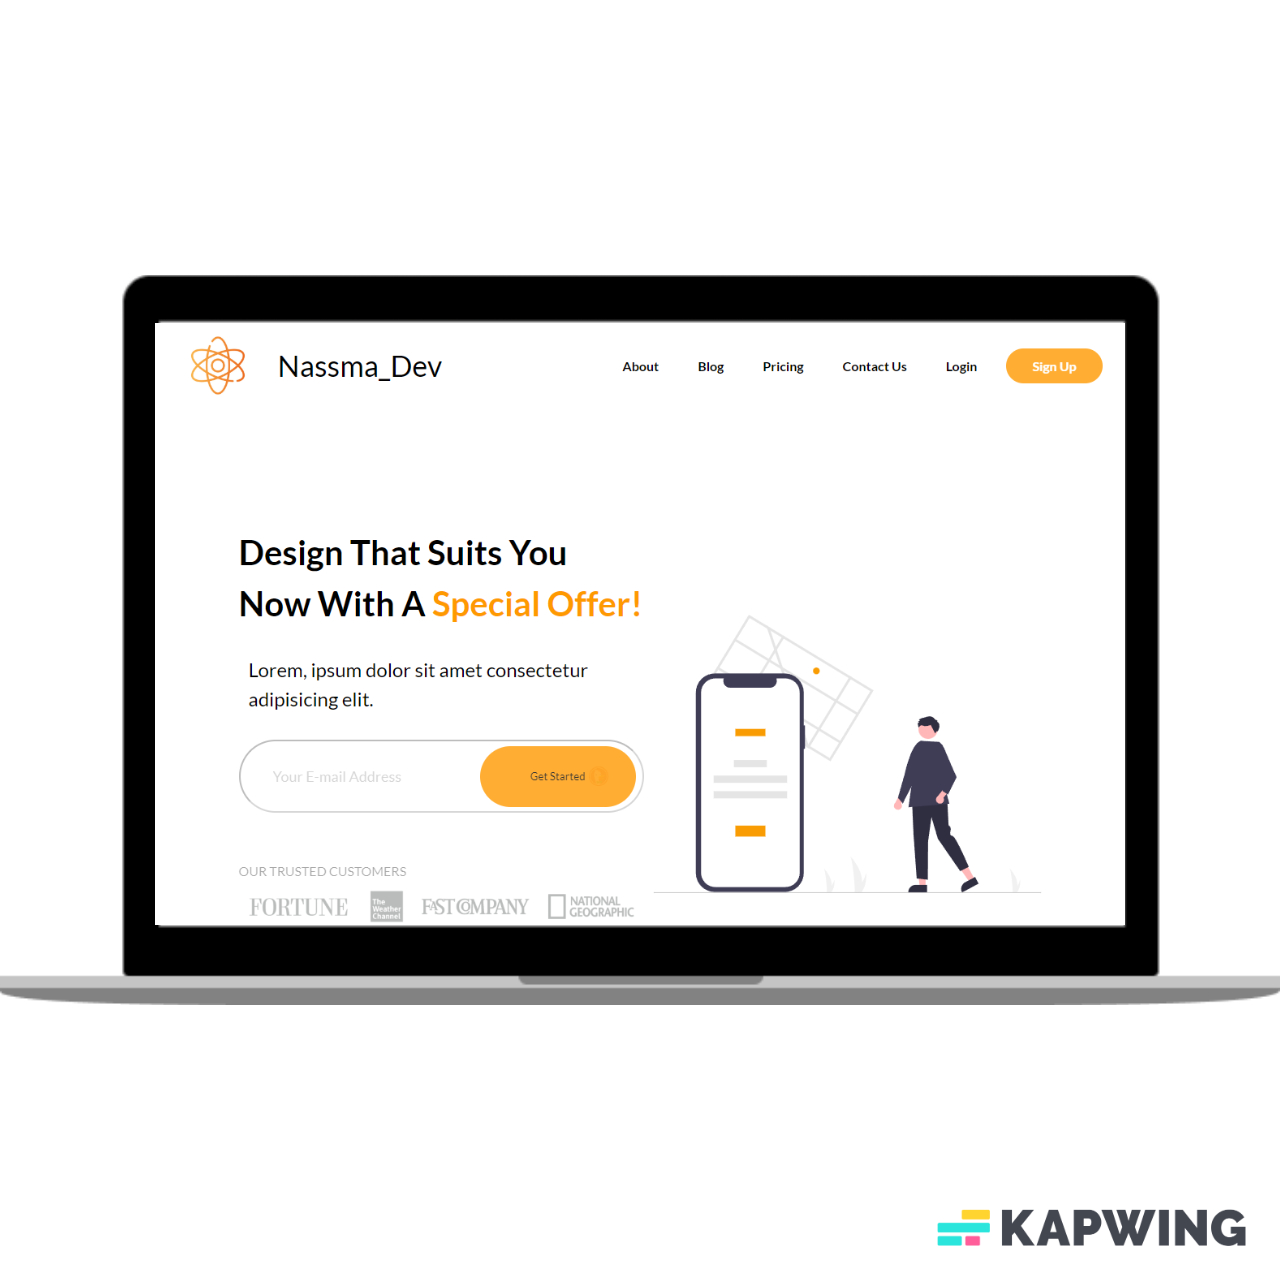 Nassma_Dev
About Blog Pricing Contact Us Login Sign Up
Design That Suits You
Now With A Special Offer!
Lorem, ipsum dolor sit amet consectetur
adipisicing elit.
Your E-mail Address
Get Started
OUR TRUSTED CUSTOMERS
FORTUNE
The
Weather
Channel
FAST COMPANY
NATIONAL
GEOGRAPHIC
KAPWING